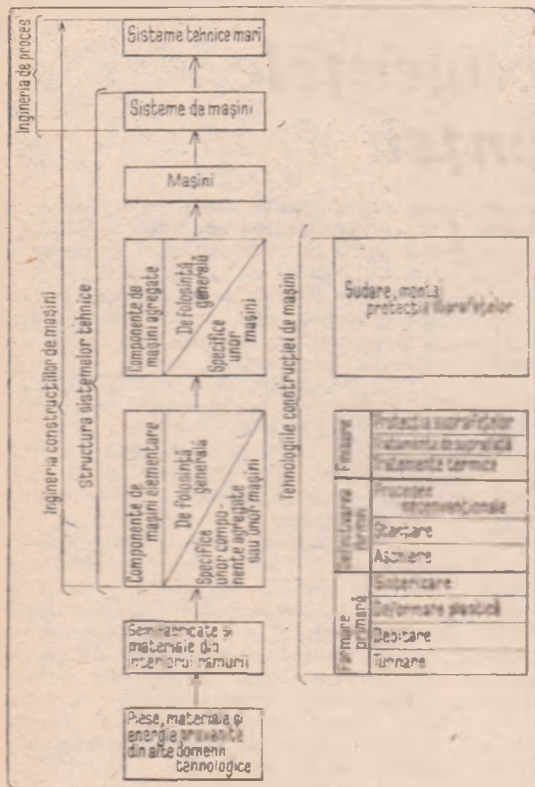 Ingineria de proces
Ingineria construcțiilor de mașini
Structura sistemelor tehnice
Sisteme tehnice mari
Sisteme de mașini
Mașini
Componente de
mașini agregate
De folosință
generală
Specifice
unor
mașini
Componente de
mașini elementare
De folosință
generală
Specifice
unor compo-
nente agregate
sau unor mașini
Semifabricate și
materiale din
interiorul ramurii
Piese, materiale și
energie provenite
din alte domenii
tehnologice
Tehnologiile construcției de mașini
Sudare, montaj
protecția suprafețelor
Finisare
Protecția suprafețelor
Tratamente de suprafață
Tratamente termice
formei
Procedee
neconvenționale
Așchiere
Formare
primară
Sinterizare
Deformare plastică
Debitare
Turnare